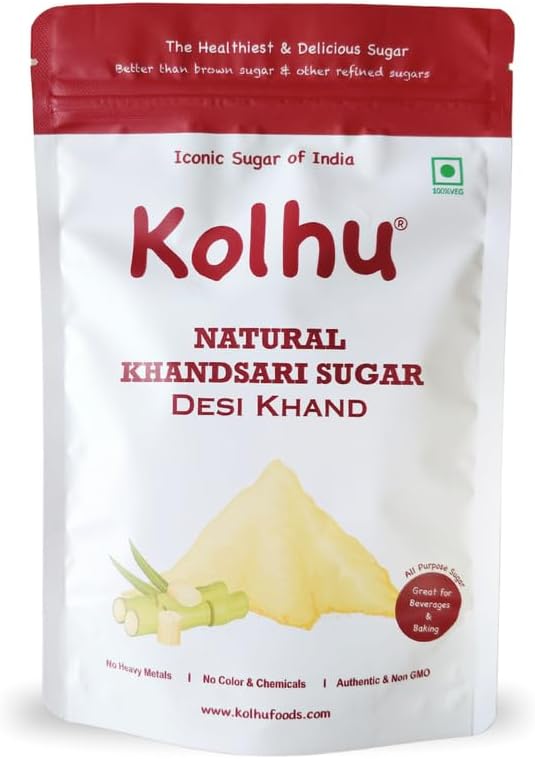 The Healthiest & Delicious Sugar
Better than brown sugar & other refined sugars
Iconic Sugar of India
100%VEG
Kolhu®
NATURAL
KHANDSARI SUGAR
DESI KHAND
All Purpose Sugar
Great for
Beverages
&
Baking
No Heavy Metals | No Color & Chemicals | Authentic & Non GMO
www.kolhufoods.com